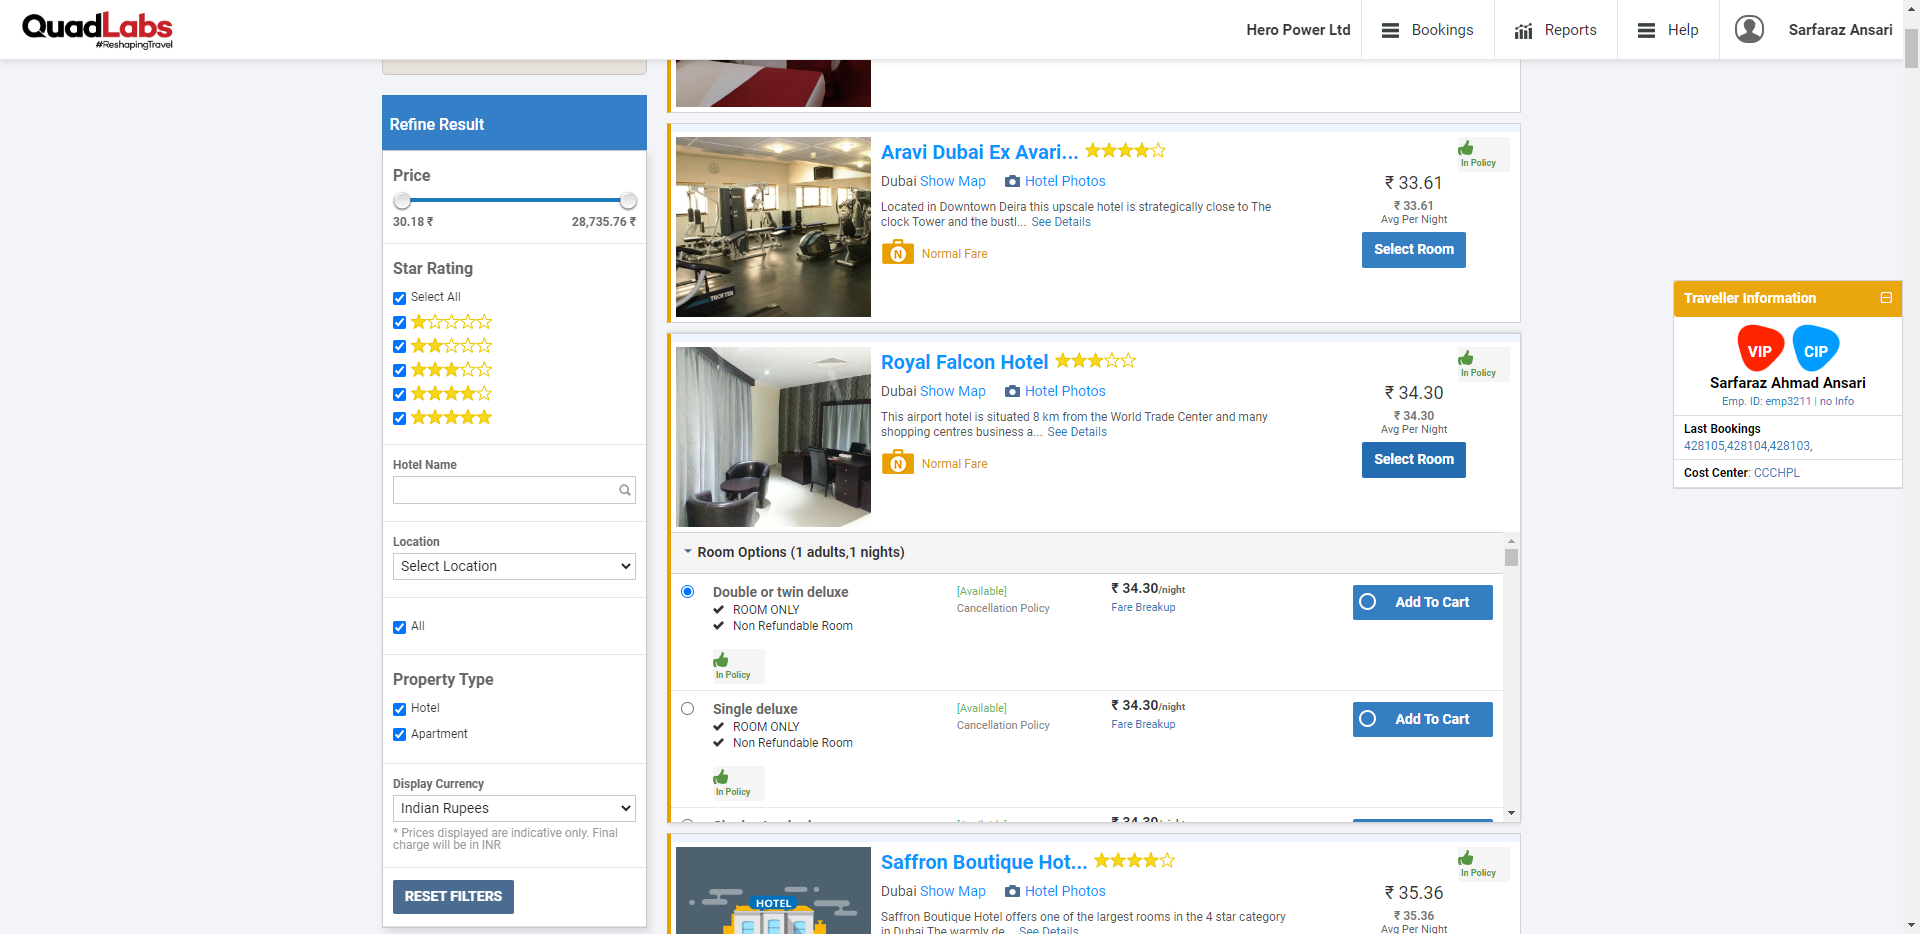 QuadLabs
#ReshapingTravel
Hero Power Ltd
Bookings
Reports
Help
Sarfaraz Ansari
Refine Result
Price
30.18 ₹
28,735.76 ₹
Star Rating
Select All
Hotel Name
Location
Select Location
All
Property Type
Hotel
Apartment
Display Currency
Indian Rupees
* Prices displayed are indicative only. Final
charge will be in INR
RESET FILTERS
Aravi Dubai Ex Avari...
Dubai Show Map Hotel Photos
Located in Downtown Deira this upscale hotel is strategically close to The
clock Tower and the bustl... See Details
N Normal Fare
In Policy
₹ 33.61
₹ 33.61
Avg Per Night
Select Room
Royal Falcon Hotel
Dubai Show Map Hotel Photos
This airport hotel is situated 8 km from the World Trade Center and many
shopping centres business a... See Details
N Normal Fare
In Policy
₹ 34.30
₹ 34.30
Avg Per Night
Select Room
Room Options (1 adults,1 nights)
Double or twin deluxe
ROOM ONLY
Non Refundable Room
In Policy
[Available]
Cancellation Policy
₹ 34.30/night
Fare Breakup
Add To Cart
Single deluxe
ROOM ONLY
Non Refundable Room
In Policy
[Available]
Cancellation Policy
₹ 34.30/night
Fare Breakup
Add To Cart
₹ 34.30
HOTEL
Saffron Boutique Hot...
Dubai Show Map Hotel Photos
Saffron Boutique Hotel offers one of the largest rooms in the 4 star category
in Dubai The warmly de... See Details
In Policy
₹ 35.36
₹ 35.36
Avg Per Night
Traveller Information
VIP
CIP
Sarfaraz Ahmad Ansari
Emp. ID: emp3211 | no Info
Last Bookings
428105,428104,428103,
Cost Center: CCCHPL